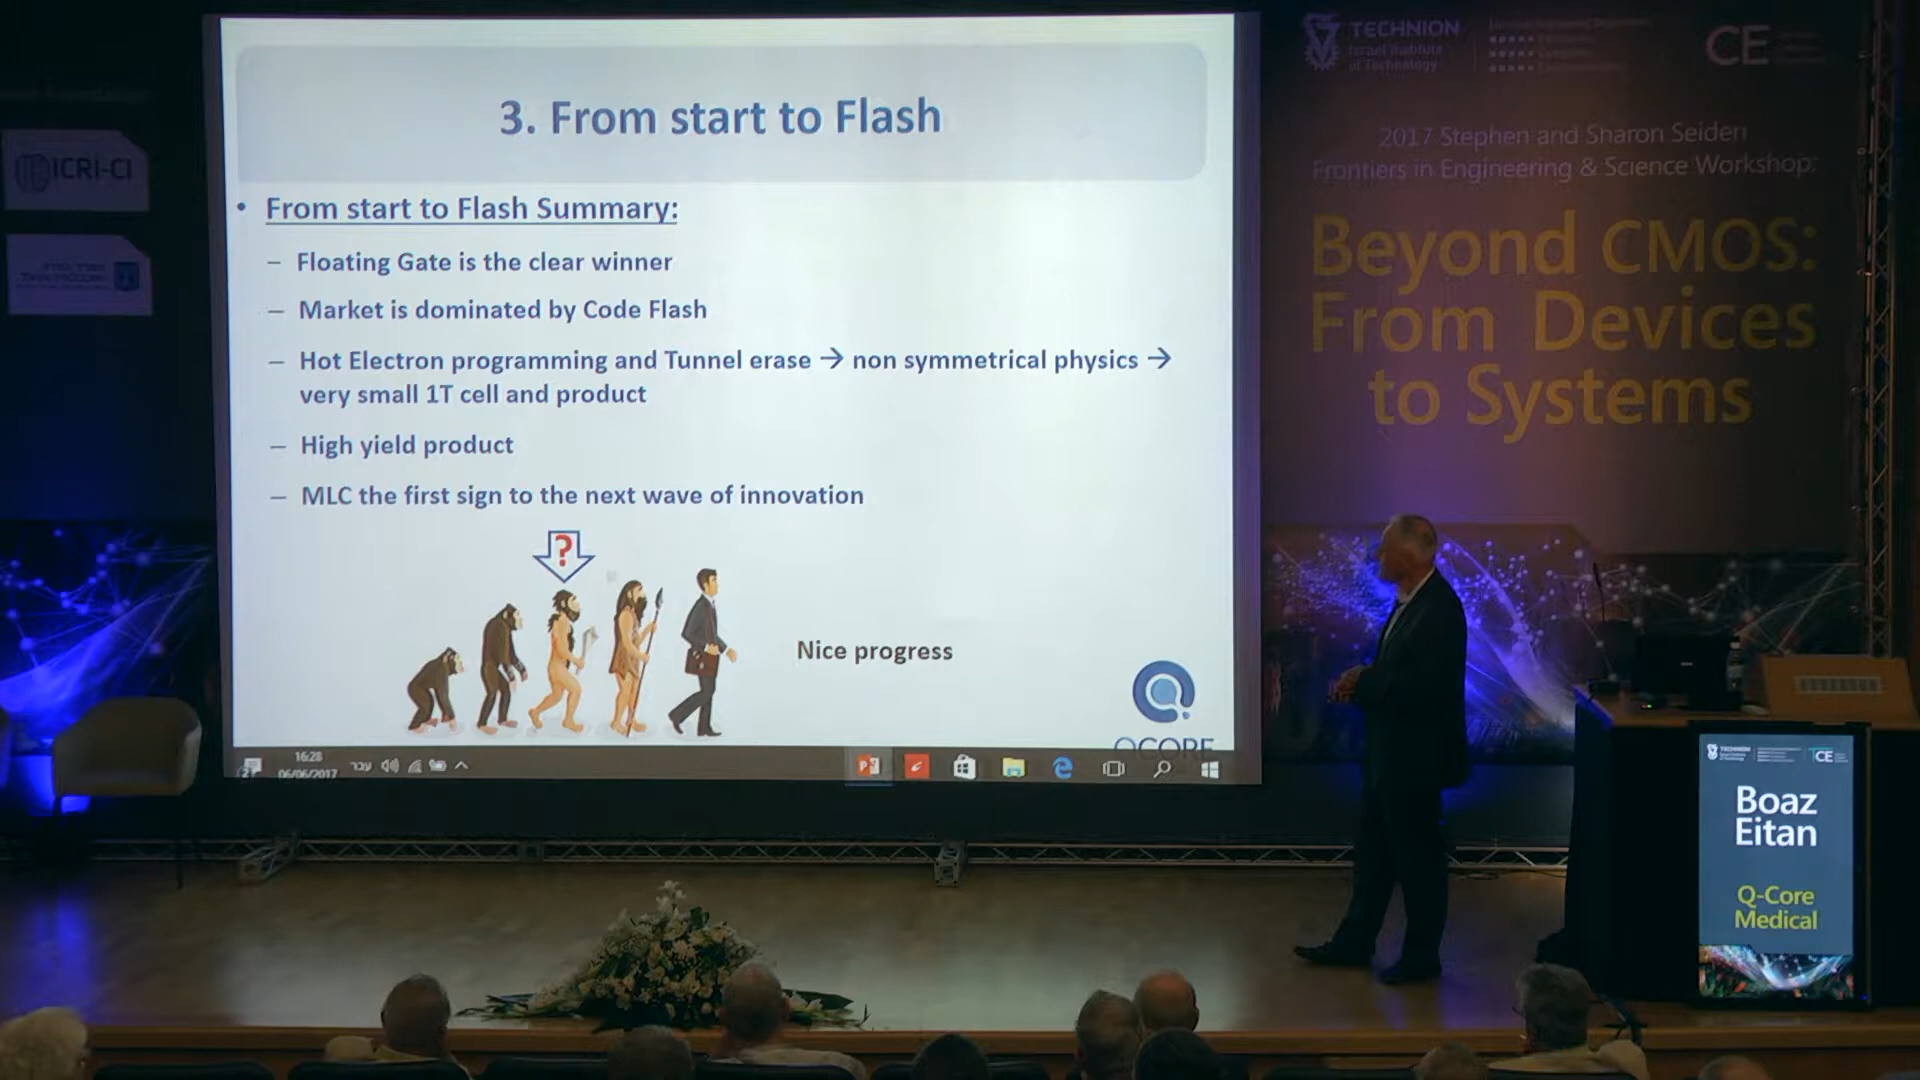 3. From start to Flash
• From start to Flash Summary:
– Floating Gate is the clear winner
– Market is dominated by Code Flash
– Hot Electron programming and Tunnel erase → non symmetrical physics →
very small 1T cell and product
– High yield product
– MLC the first sign to the next wave of innovation
?
Nice progress
QCORE
16:28
06/06/2017
עבר
ICRI-CI
TECHNION
Israel Institute
of Technology
CE
2017 Stephen and Sharon Seiden
Frontiers in Engineering & Science Workshop:
Beyond CMOS:
From Devices
to Systems
TECHNION
CE
Boaz
Eitan
Q-Core
Medical